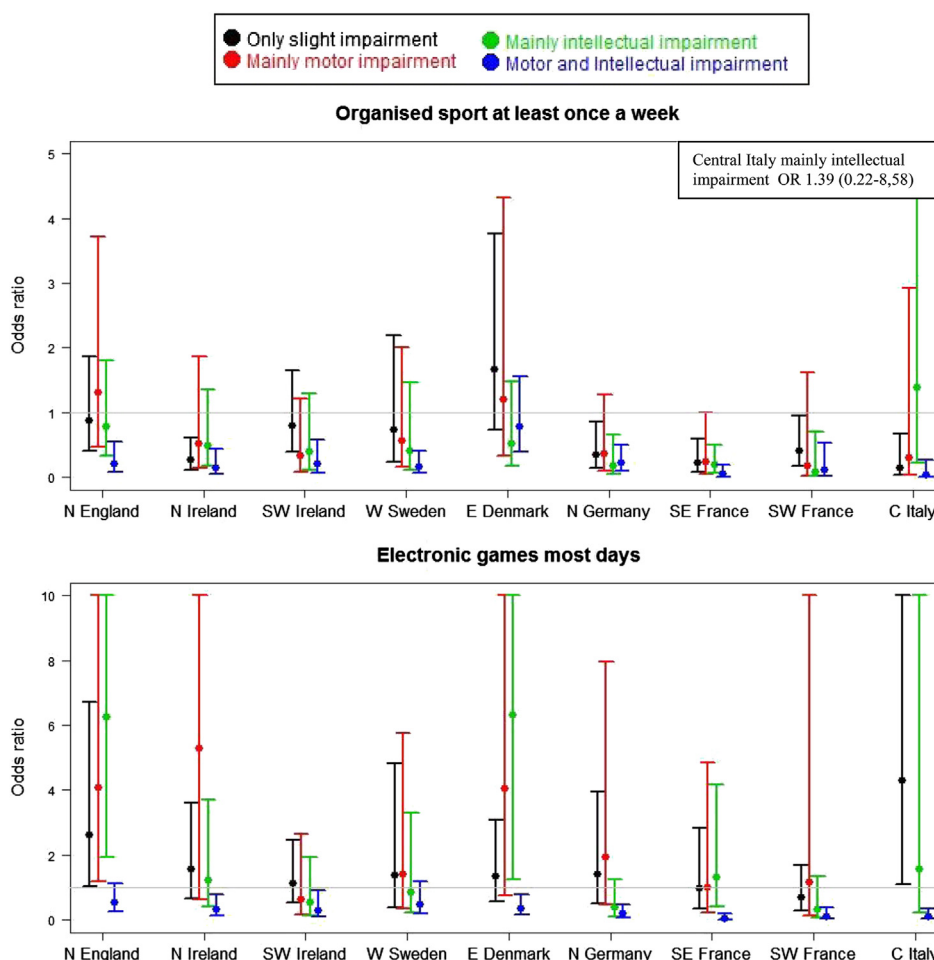 Only slight impairment
Mainly motor impairment
Mainly intellectual impairment
Motor and Intellectual impairment
Organised sport at least once a week
Central Italy mainly intellectual
impairment OR 1.39 (0.22-8,58)
Odds ratio
5
4
3
2
1
0
N England N Ireland SW Ireland W Sweden E Denmark N Germany SE France SW France C Italy
Electronic games most days
Odds ratio
10
8
6
4
2
0
N England N Ireland SW Ireland W Sweden E Denmark N Germany SE France SW France C Italy